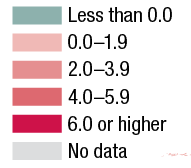 Less than 0.0
0.0–1.9
2.0–3.9
4.0–5.9
6.0 or higher
No data